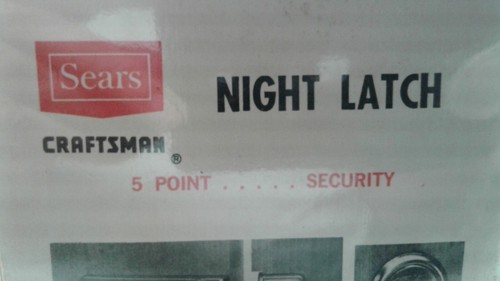 Sears
NIGHT LATCH
CRAFTSMAN®
5 POINT . . . . . SECURITY .